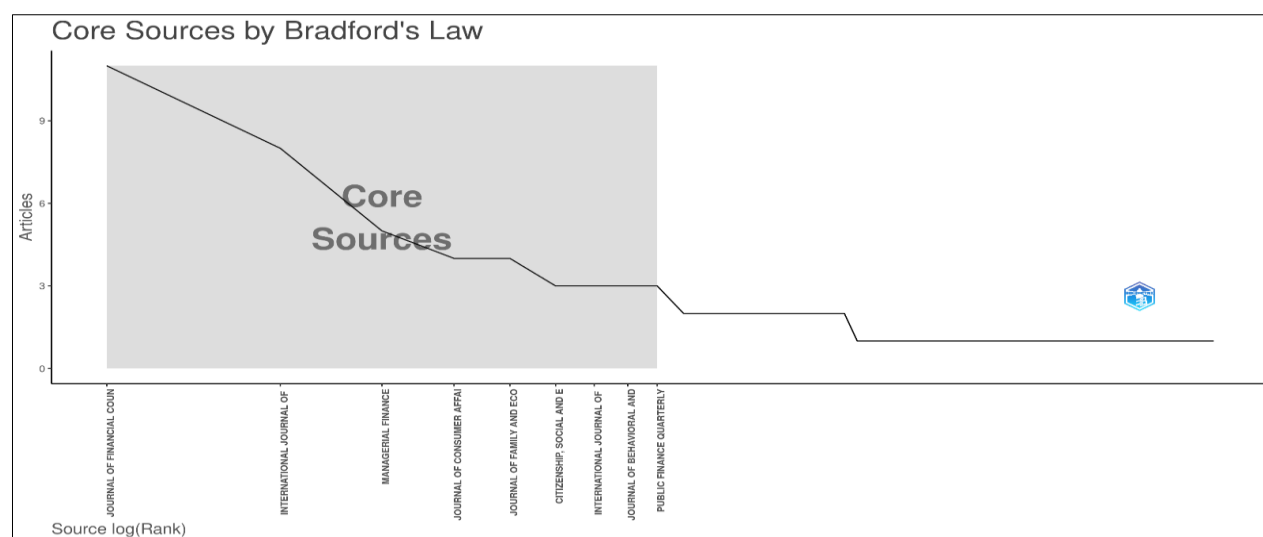 Core Sources by Bradford's Law
Articles
9
6
3
0
Core
Sources
JOURNAL OF FINANCIAL COUN
INTERNATIONAL JOURNAL OF
MANAGERIAL FINANCE
JOURNAL OF CONSUMER AFFAI
JOURNAL OF FAMILY AND ECO
CITIZENSHIP, SOCIAL AND E
INTERNATIONAL JOURNAL OF
JOURNAL OF BEHAVIORAL AND
PUBLIC FINANCE QUARTERLY
Source log(Rank)